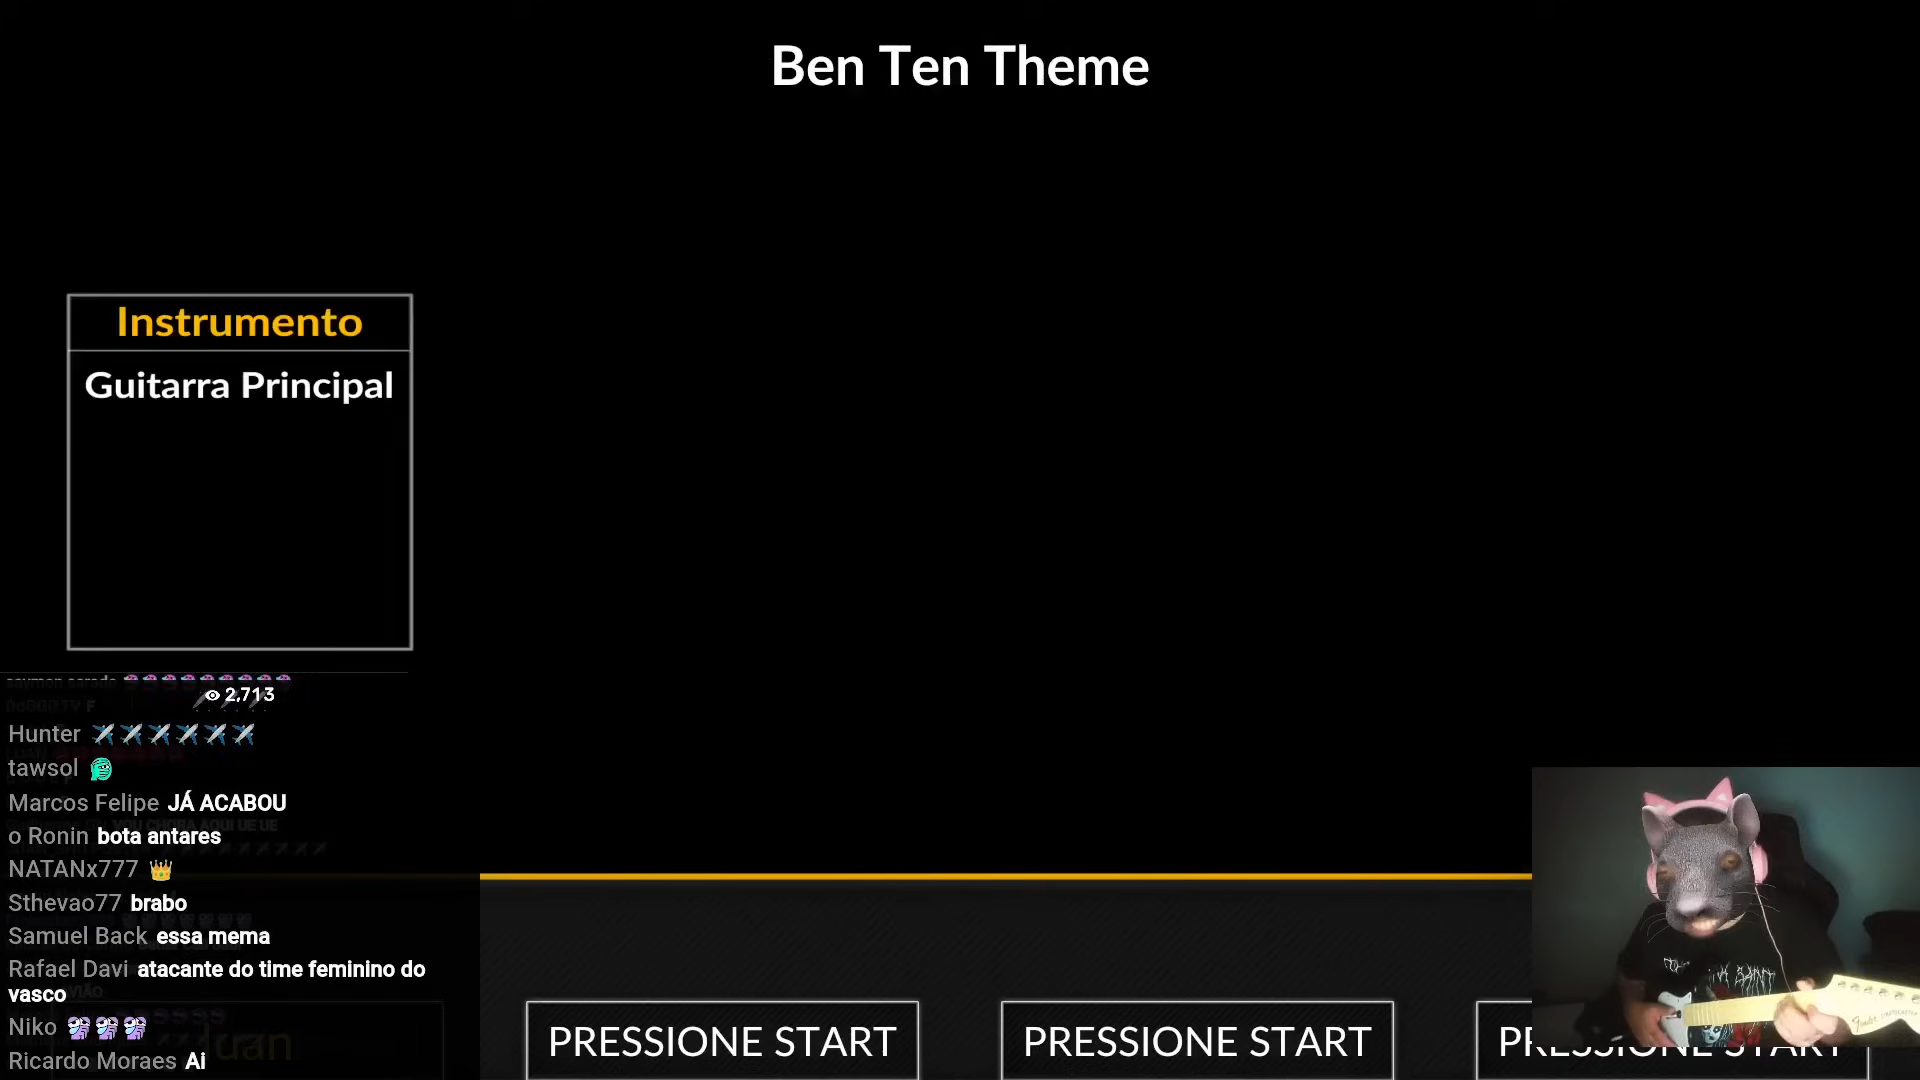 Ben Ten Theme
Instrumento
Guitarra Principal
2,713
Hunter
tawsol
Marcos Felipe JÁ ACABOU
o Ronin bota antares
NATANx777
Sthevao77 brabo
Samuel Back essa mema
Rafael Davi atacante do time feminino do
vasco
Niko
Ricardo Moraes Ai
PRESSIONE START
PRESSIONE START
PRESSIONE START